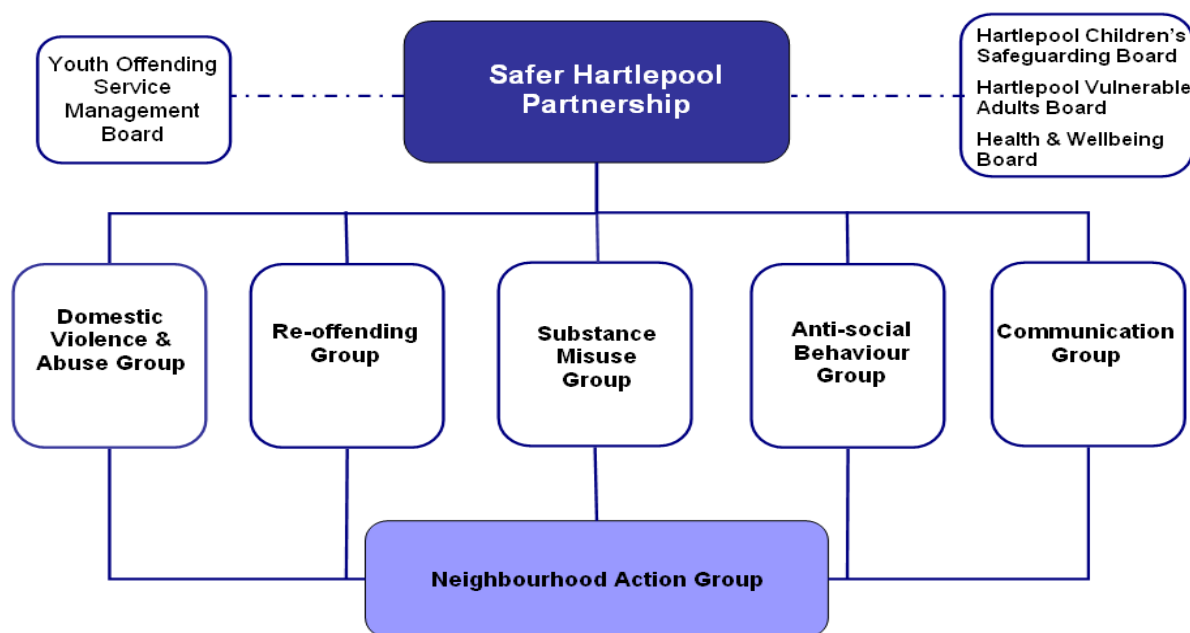 Youth Offending
Service
Management
Board
Safer Hartlepool
Partnership
Hartlepool Children's
Safeguarding Board
Hartlepool Vulnerable
Adults Board
Health & Wellbeing
Board
Domestic
Violence &
Abuse Group
Re-offending
Group
Substance
Misuse
Group
Anti-social
Behaviour
Group
Communication
Group
Neighbourhood Action Group